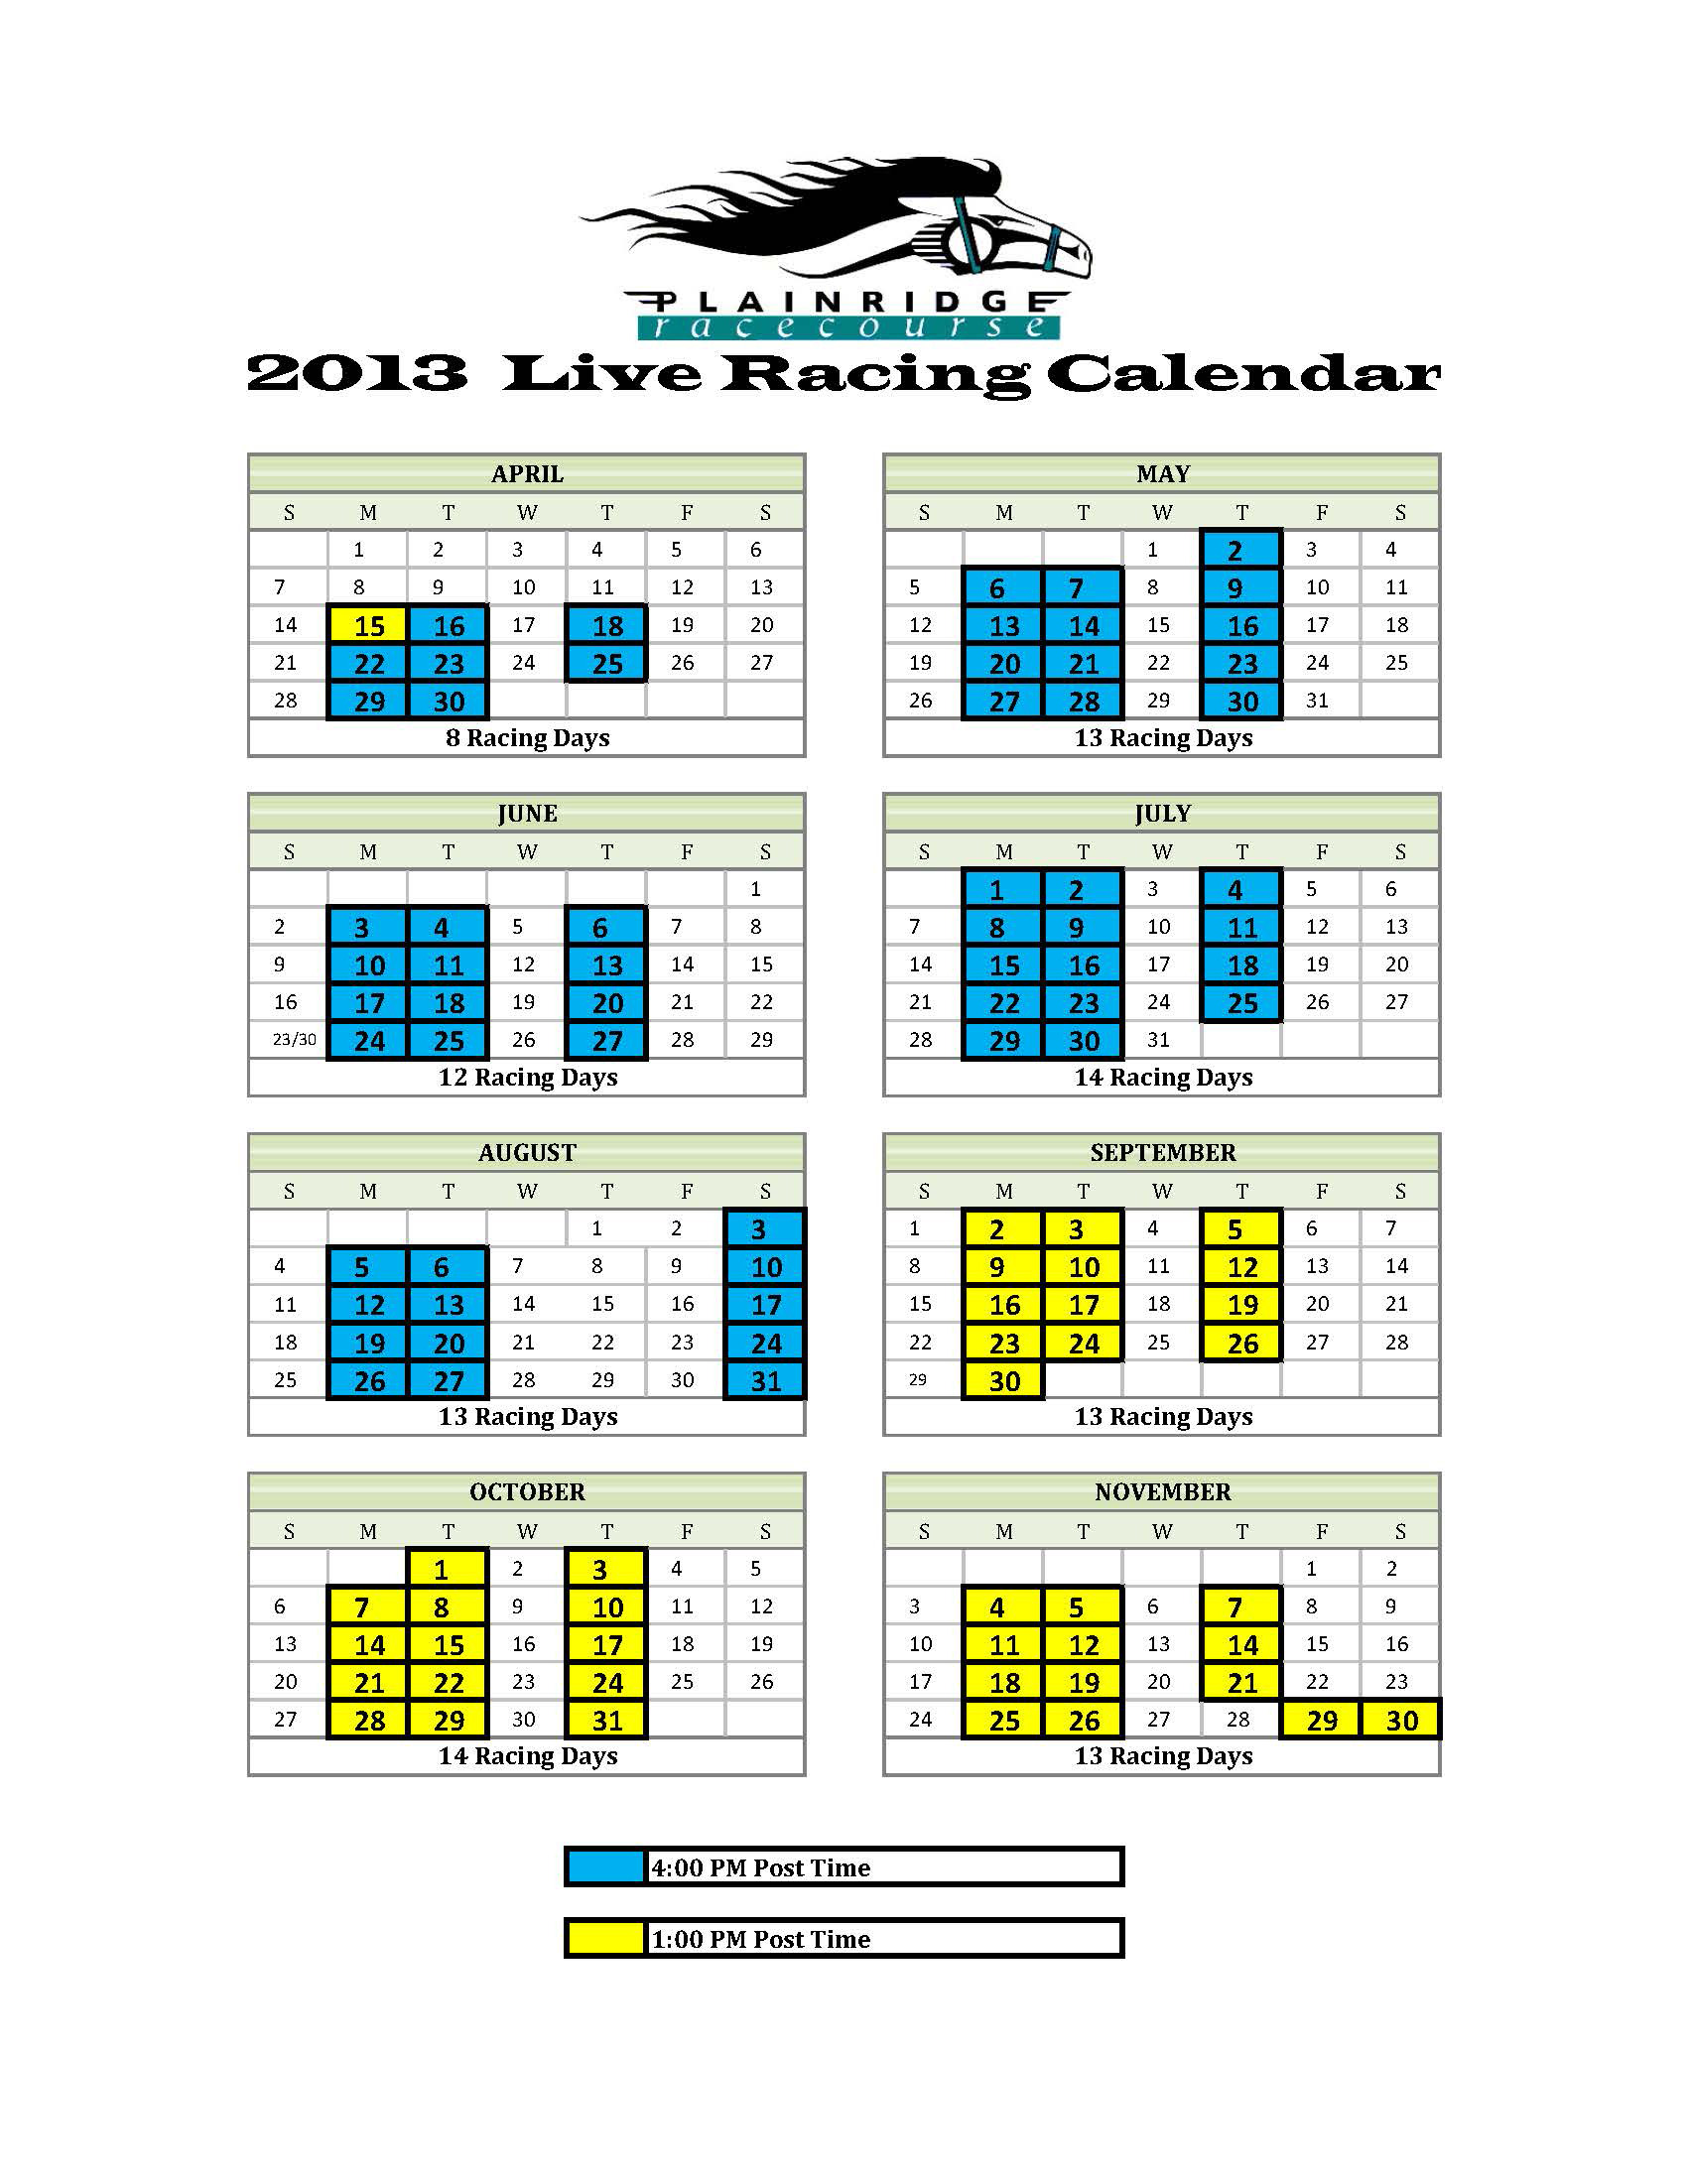 PLAINRIDGE
racecourse
2013 Live Racing Calendar
APRIL
S M T W T F S
1 2 3 4 5 6
7 8 9 10 11 12 13
14 15 16 17 18 19 20
21 22 23 24 25 26 27
28 29 30
8 Racing Days
MAY
S M T W T F S
1 2 3 4
5 6 7 8 9 10 11
12 13 14 15 16 17 18
19 20 21 22 23 24 25
26 27 28 29 30 31
13 Racing Days
JUNE
S M T W T F S
1
2 3 4 5 6 7 8
9 10 11 12 13 14 15
16 17 18 19 20 21 22
23/30 24 25 26 27 28 29
12 Racing Days
JULY
S M T W T F S
1 2 3 4 5 6
7 8 9 10 11 12 13
14 15 16 17 18 19 20
21 22 23 24 25 26 27
28 29 30 31
14 Racing Days
AUGUST
S M T W T F S
1 2 3
4 5 6 7 8 9 10
11 12 13 14 15 16 17
18 19 20 21 22 23 24
25 26 27 28 29 30 31
13 Racing Days
SEPTEMBER
S M T W T F S
1 2 3 4 5 6 7
8 9 10 11 12 13 14
15 16 17 18 19 20 21
22 23 24 25 26 27 28
29 30
13 Racing Days
OCTOBER
S M T W T F S
1 2 3 4 5
6 7 8 9 10 11 12
13 14 15 16 17 18 19
20 21 22 23 24 25 26
27 28 29 30 31
14 Racing Days
NOVEMBER
S M T W T F S
1 2
3 4 5 6 7 8 9
10 11 12 13 14 15 16
17 18 19 20 21 22 23
24 25 26 27 28 29 30
13 Racing Days
4:00 PM Post Time
1:00 PM Post Time